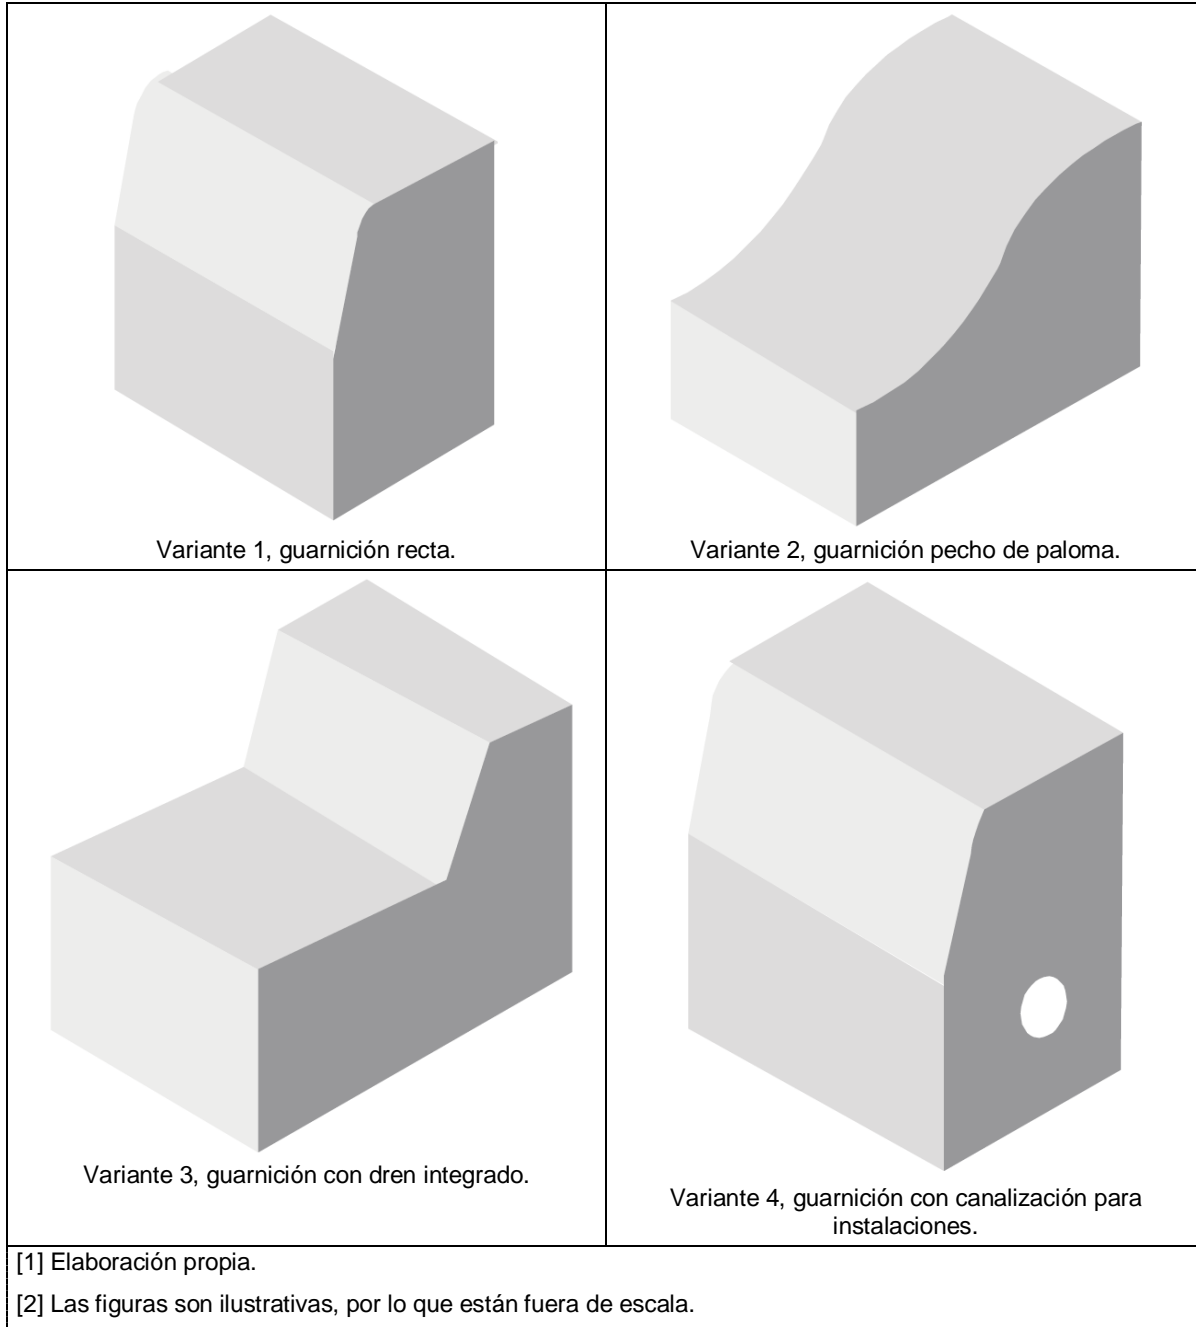 Variante 1, guarnición recta.
Variante 2, guarnición pecho de paloma.
Variante 3, guarnición con dren integrado.
Variante 4, guarnición con canalización para
instalaciones.
[1] Elaboración propia.
[2] Las figuras son ilustrativas, por lo que están fuera de escala.